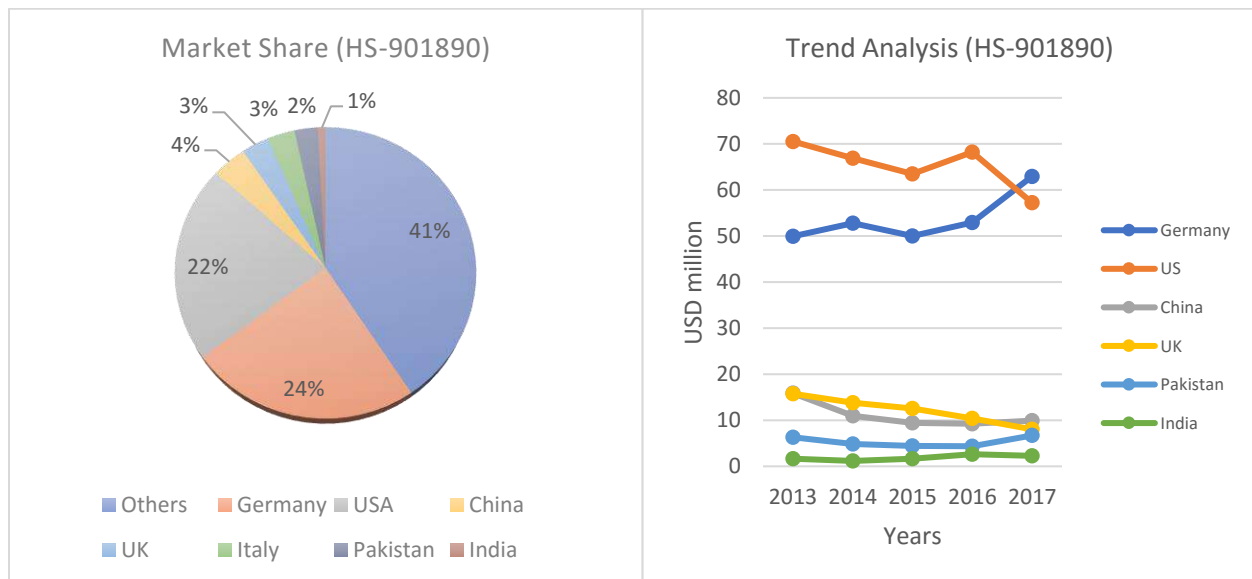 Market Share (HS-901890)
3%
3%
2%
1%
4%
41%
22%
24%
Others
Germany
USA
China
UK
Italy
Pakistan
India
Trend Analysis (HS-901890)
80
70
60
50
40
30
20
10
0
USD million
2013 2014 2015 2016 2017
Years
Germany
US
China
UK
Pakistan
India